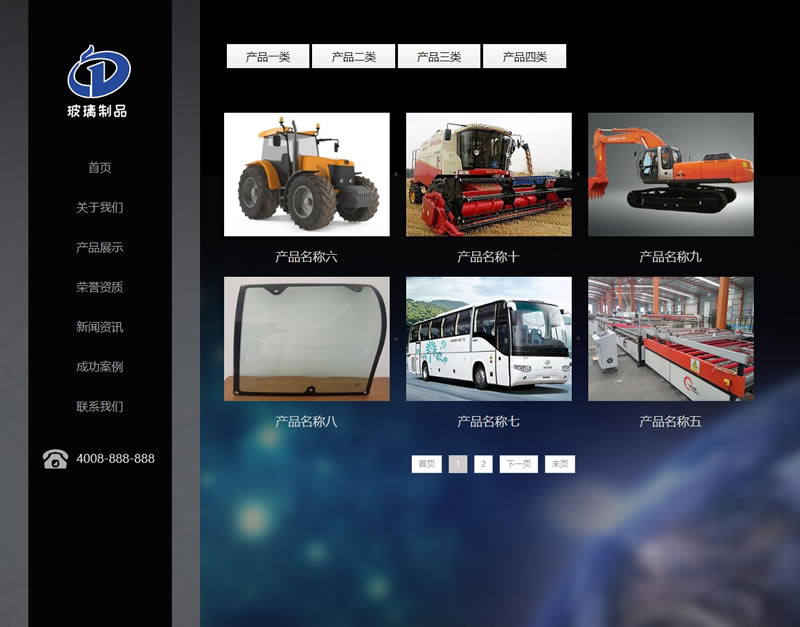 玻璃制品
首页
关于我们
产品展示
荣誉资质
新闻资讯
成功案例
联系我们
4008-888-888
产品一类 产品二类 产品三类 产品四类
产品名称六 产品名称十 产品名称九
产品名称八 产品名称七 产品名称五
首页 1 2 下一页 末页